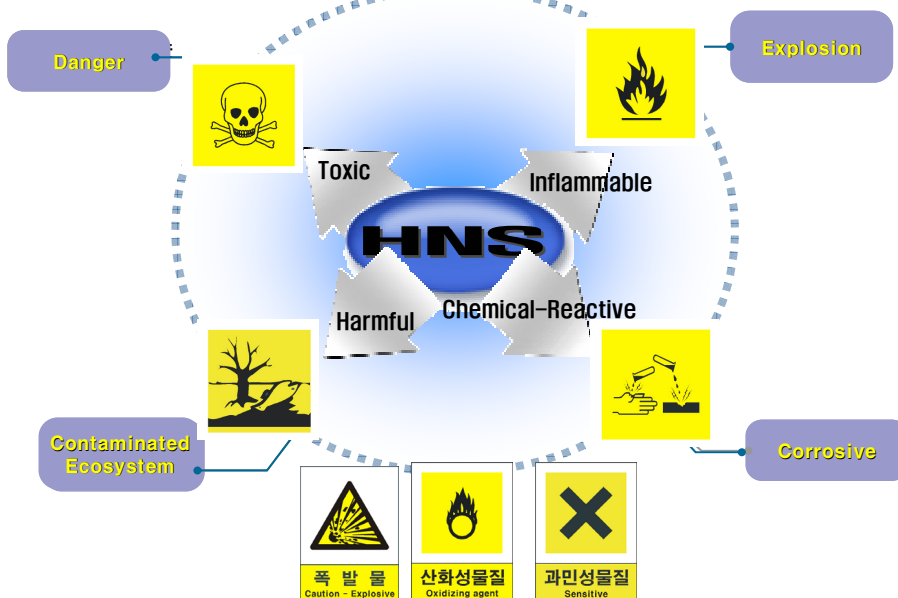 Danger
Explosion
Toxic
Inflammable
HNS
Harmful
Chemical-Reactive
Contaminated
Ecosystem
Corrosive
폭 발 물
Caution - Explosive
산화성물질
Oxidizing agent
과민성물질
Sensitive